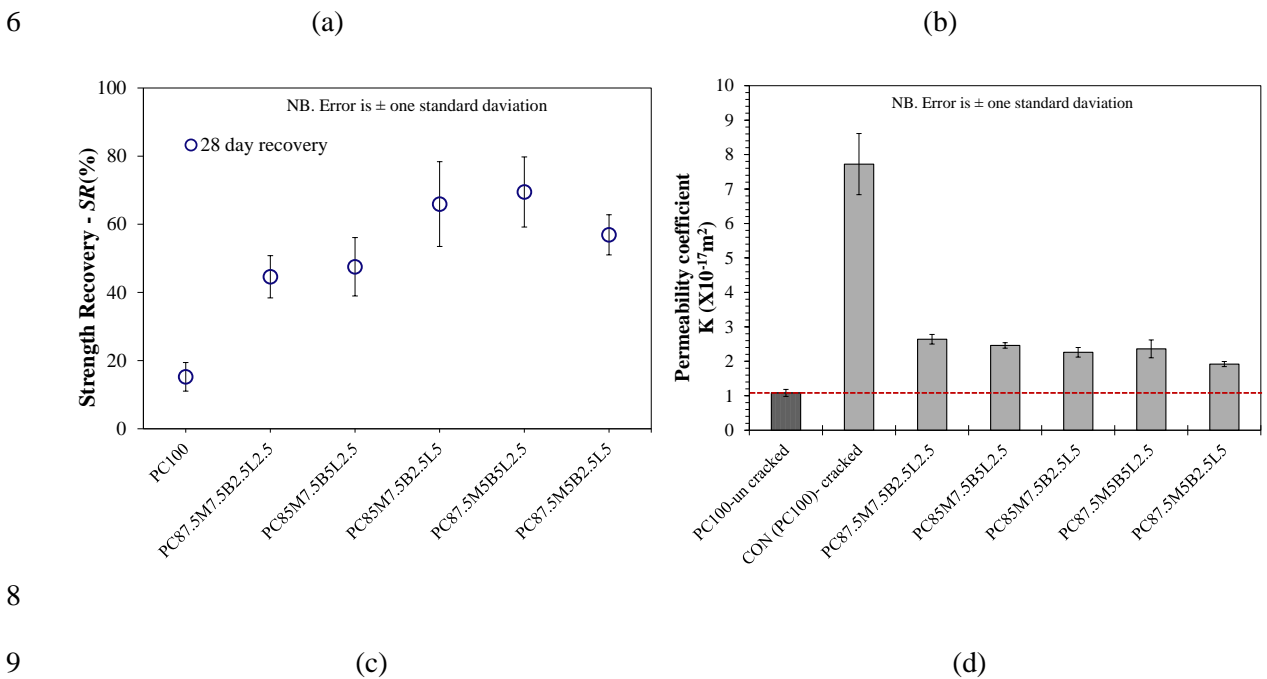 6
(a)
(b)
100
80
60
40
20
0
Strength Recovery - SR(%)
NB. Error is ± one standard daviation
28 day recovery
PC100
PC87.5M7.5B2.5L2.5
PC85M7.5B5L2.5
PC85M7.5B2.5L5
PC87.5M5B5L2.5
PC87.5M5B2.5L5
10
9
8
7
6
5
4
3
2
1
0
Permeability coefficient
K (X10⁻¹⁷m²)
NB. Error is ± one standard daviation
PC100-un cracked
CON (PC100)- cracked
PC87.5M7.5B2.5L2.5
PC85M7.5B5L2.5
PC85M7.5B2.5L5
PC87.5M5B5L2.5
PC87.5M5B2.5L5
8
9
(c)
(d)